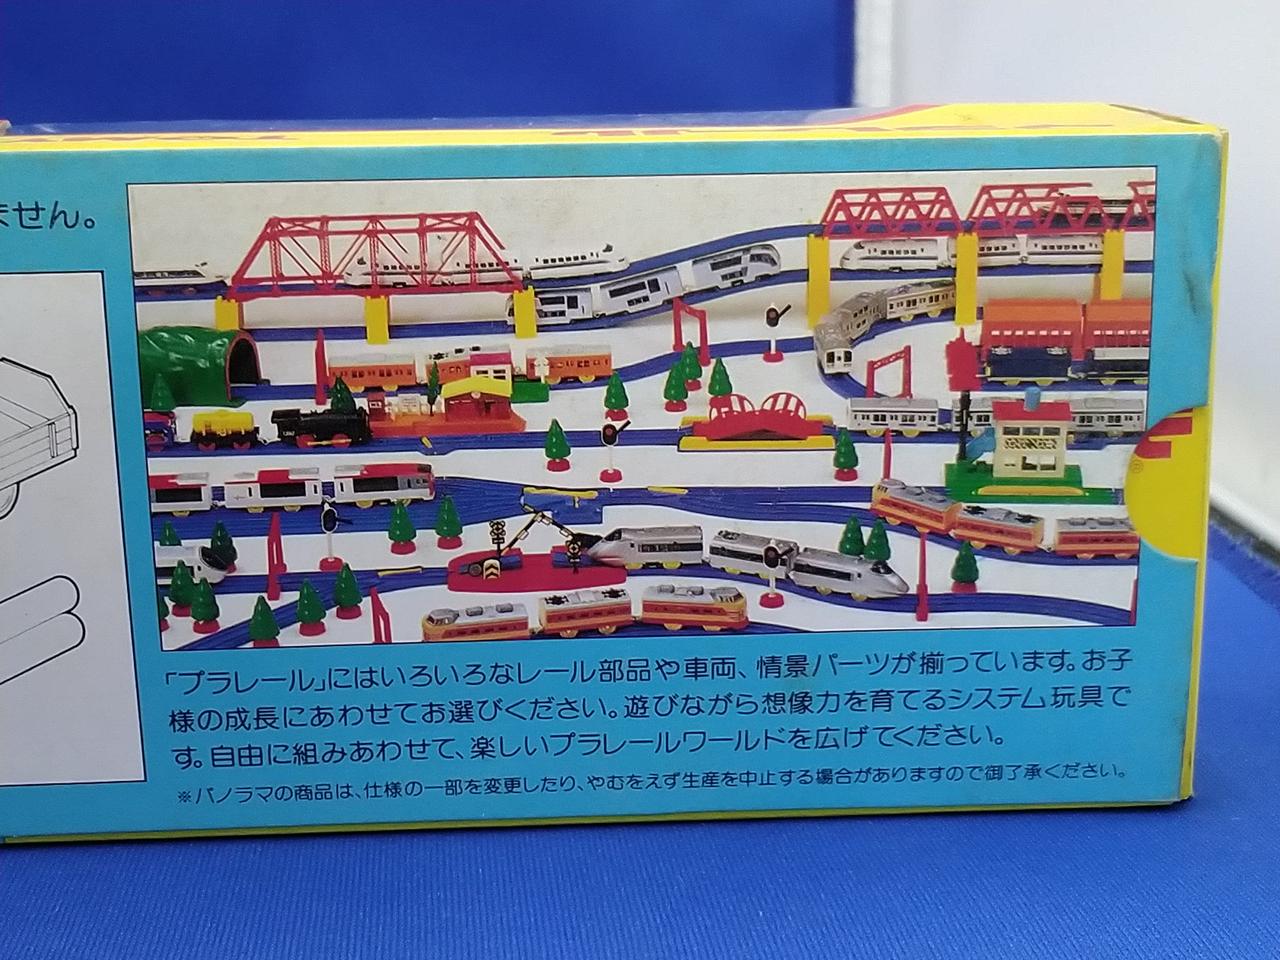 ません。
「プラレール」にはいろいろなレール部品や車両、情景パーツが揃っています。お子
様の成長にあわせてお選びください。遊びながら想像力を育てるシステム玩具で
す。自由に組みあわせて、楽しいプラレールワールドを広げてください。
※パノラマの商品は、仕様の一部を変更したり、やむをえず生産を中止する場合がありますので御了承ください。